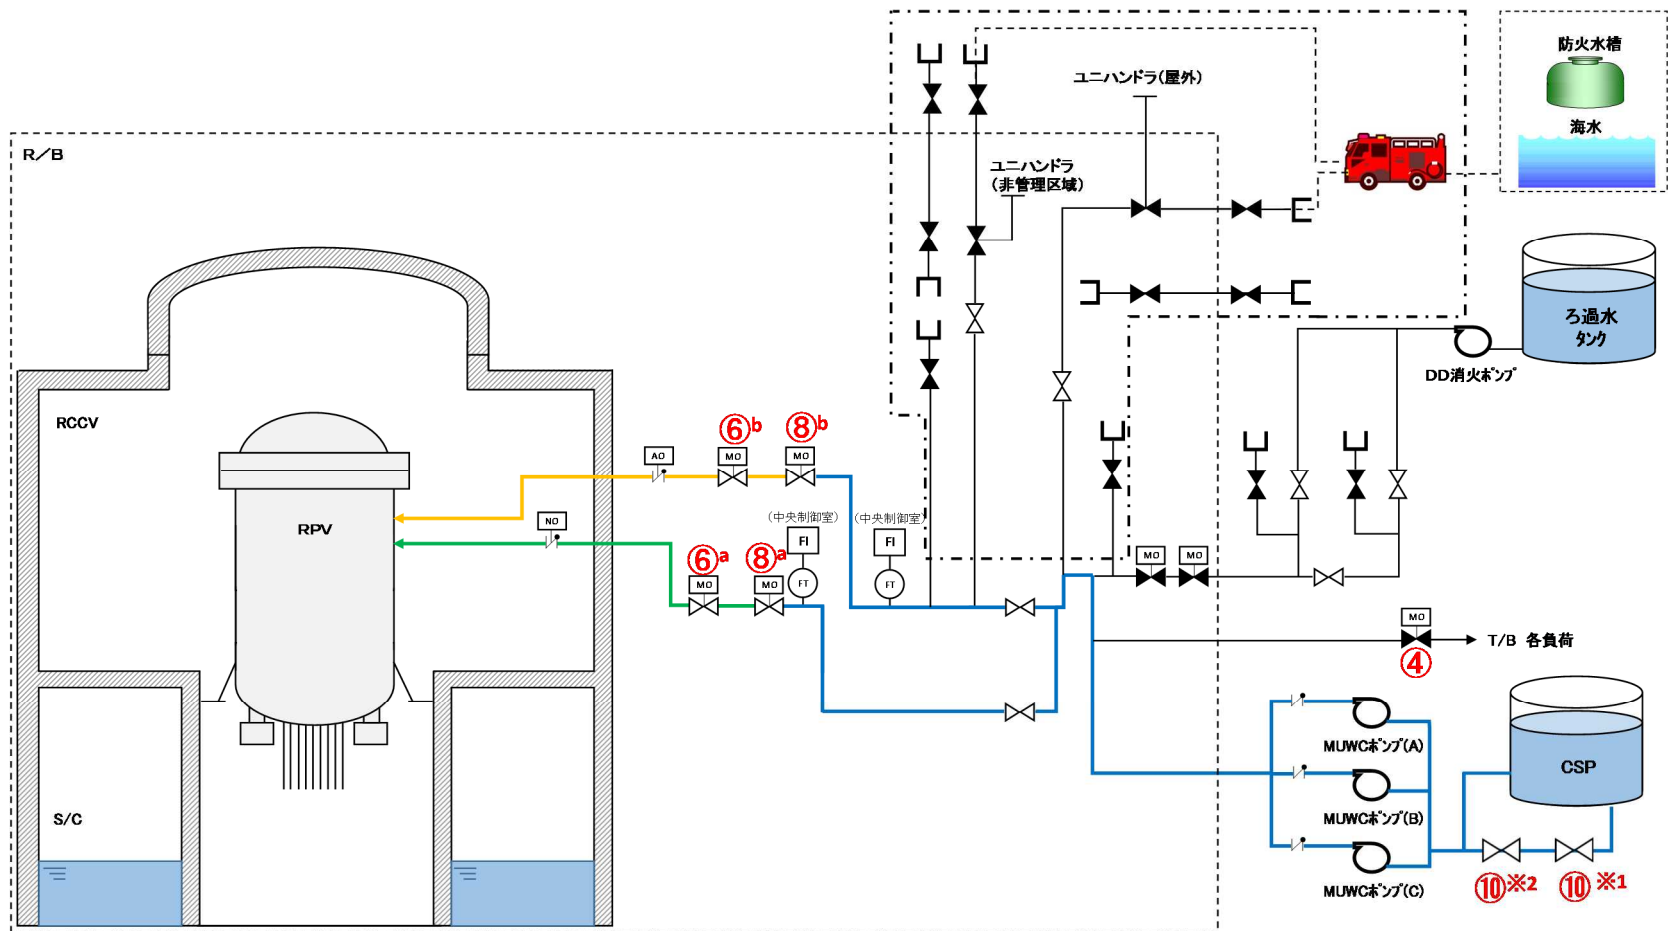 防火水槽
海水
ユニハンドラ(屋外)
R/B
ユニハンドラ
(非管理区域)
ろ過水
タンク
DD消火ポンプ
RCCV
⑥b
⑧b
AO
MO
MO
RPV
NO
(中央制御室)
(中央制御室)
FI
FI
⑥a
⑧a
MO
MO
FT
FT
MO
MO
MO
T/B 各負荷
④
MUWCポンプ(A)
CSP
MUWCポンプ(B)
S/C
MUWCポンプ(C)
⑩※2
⑩※1